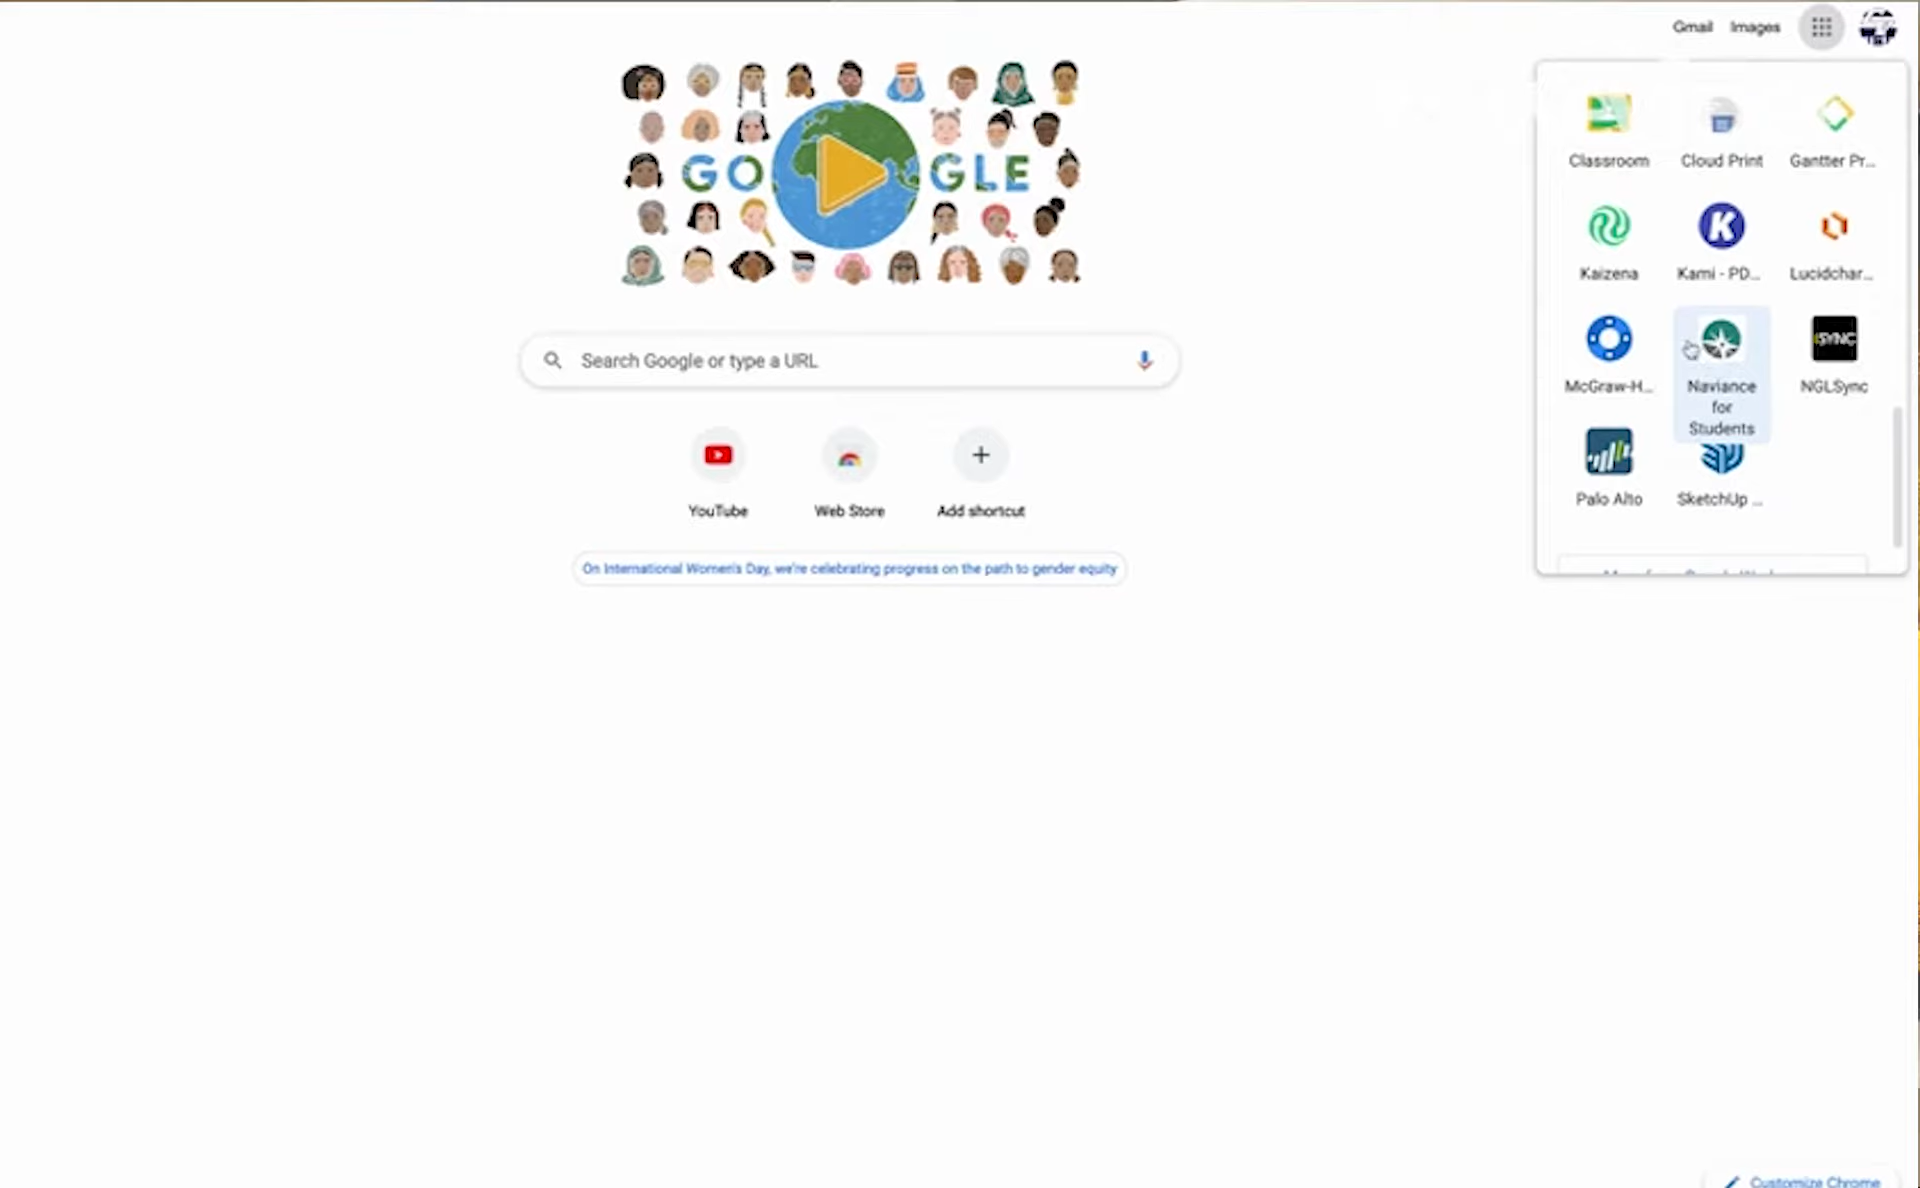 Gmail Images
GO GLE
Search Google or type a URL
YouTube
Web Store
Add shortcut
On International Women's Day, we're celebrating progress on the path to gender equity
Classroom
Cloud Print
Gantter Pr...
Kaizena
K
Kami - PD...
Lucidchar...
McGraw-H...
Naviance
for
Students
SYNC
NGLSync
Palo Alto
SketchUp ...
Customize Chrome